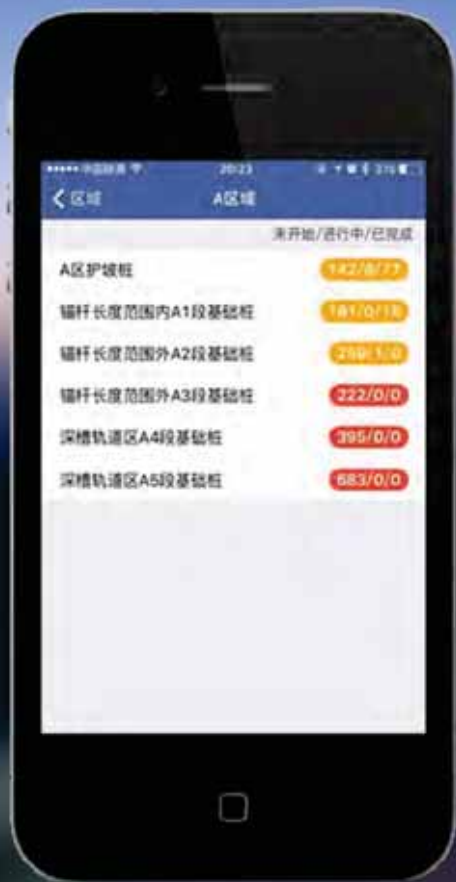 20:23
区域
A区域
未开始/进行中/已完成
A区护坡桩
锚杆长度范围内A1段基础桩
锚杆长度范围外A2段基础桩
锚杆长度范围外A3段基础桩
222/0/0
深槽轨道区A4段基础桩
395/0/0
深槽轨道区A5段基础桩
683/0/0